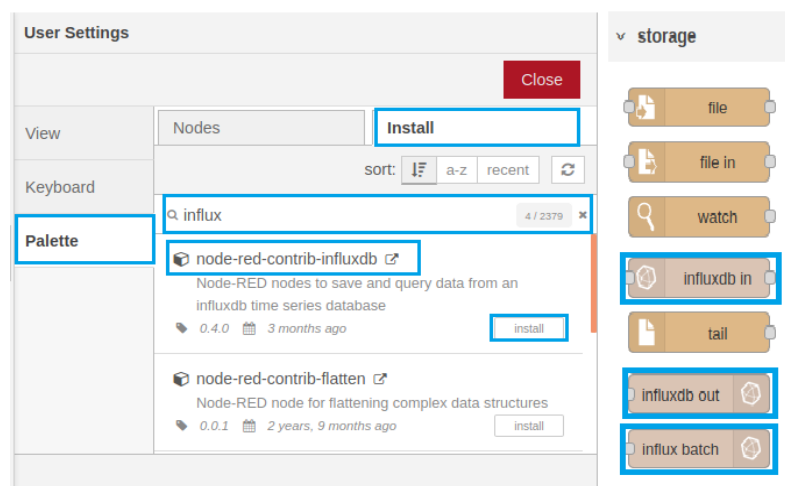 User Settings
Close
View
Keyboard
Palette
Nodes
Install
sort:
a-z
recent
influx
4 / 2379
node-red-contrib-influxdb
Node-RED nodes to save and query data from an
influxdb time series database
0.4.0
3 months ago
install
node-red-contrib-flatten
Node-RED node for flattening complex data structures
0.0.1
2 years, 9 months ago
install
storage
file
file in
watch
influxdb in
tail
influxdb out
influx batch